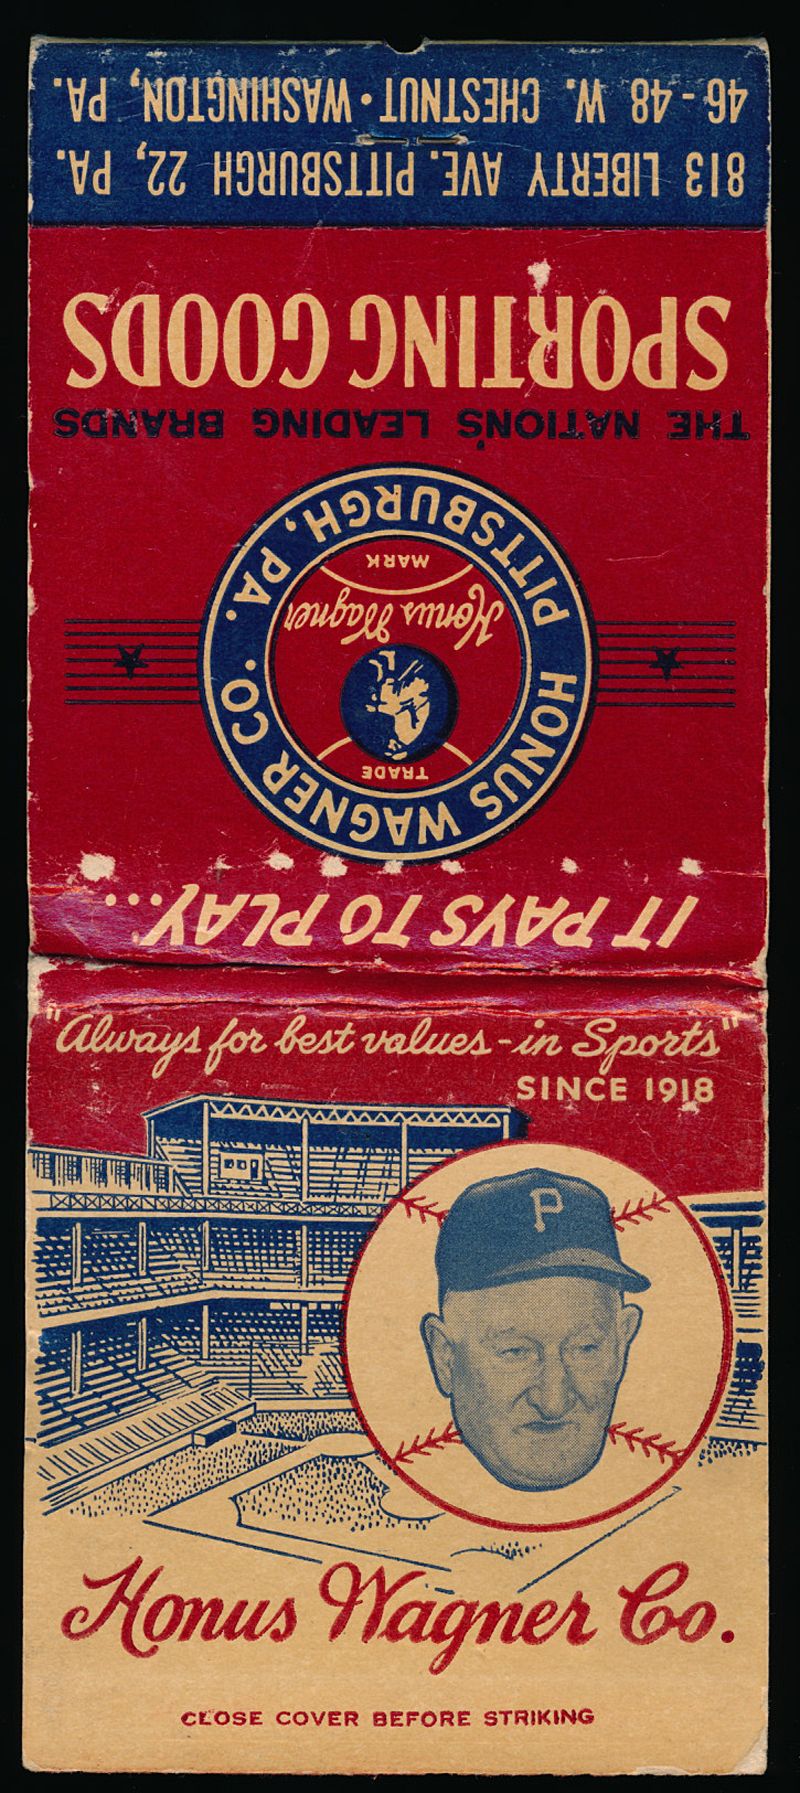 46-48 W. CHESTNUT • WASHINGTON, PA.
813 LIBERTY AVE. PITTSBURGH 22, PA.
SPORTING GOODS
THE NATION'S LEADING BRANDS
HONUS WAGNER CO. PITTSBURGH, PA.
MARK
Honus Wagner
TRADE
IT PAYS TO PLAY...
"Always for best values - in Sports"
SINCE 1918
P
Honus Wagner Co.
CLOSE COVER BEFORE STRIKING